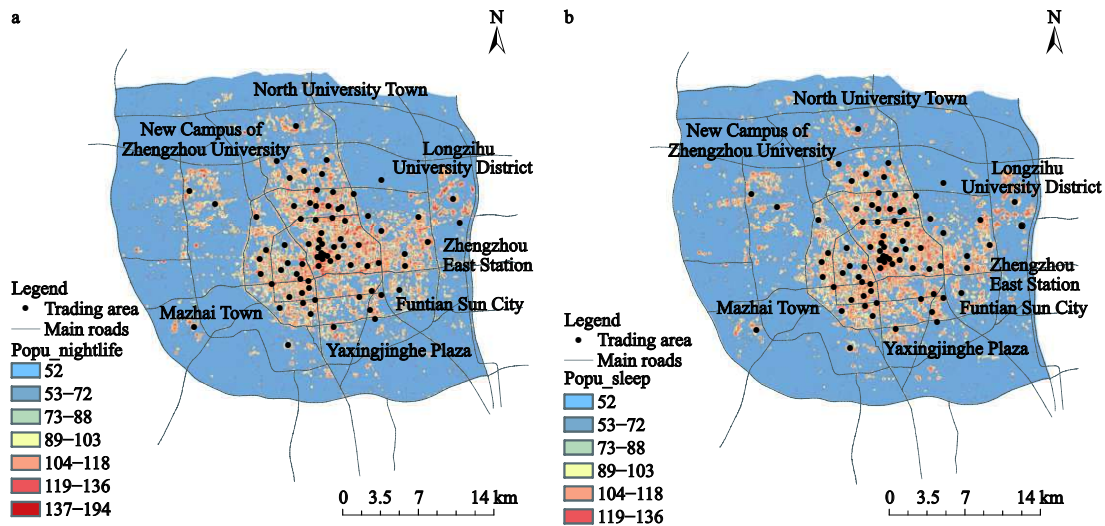 a
N
North University Town
New Campus of
Zhengzhou University
Longzihu
University District
Zhengzhou
East Station
Funtian Sun City
Mazhai Town
Yaxingjinghe Plaza
Legend
Trading area
Main roads
Popu_nightlife
52
53–72
73–88
89–103
104–118
119–136
137–194
0 3.5 7 14 km
b
N
North University Town
New Campus of
Zhengzhou University
Longzihu
University District
Zhengzhou
East Station
Funtian Sun City
Mazhai Town
Yaxingjinghe Plaza
Legend
Trading area
Main roads
Popu_sleep
52
53–72
73–88
89–103
104–118
119–136
0 3.5 7 14 km